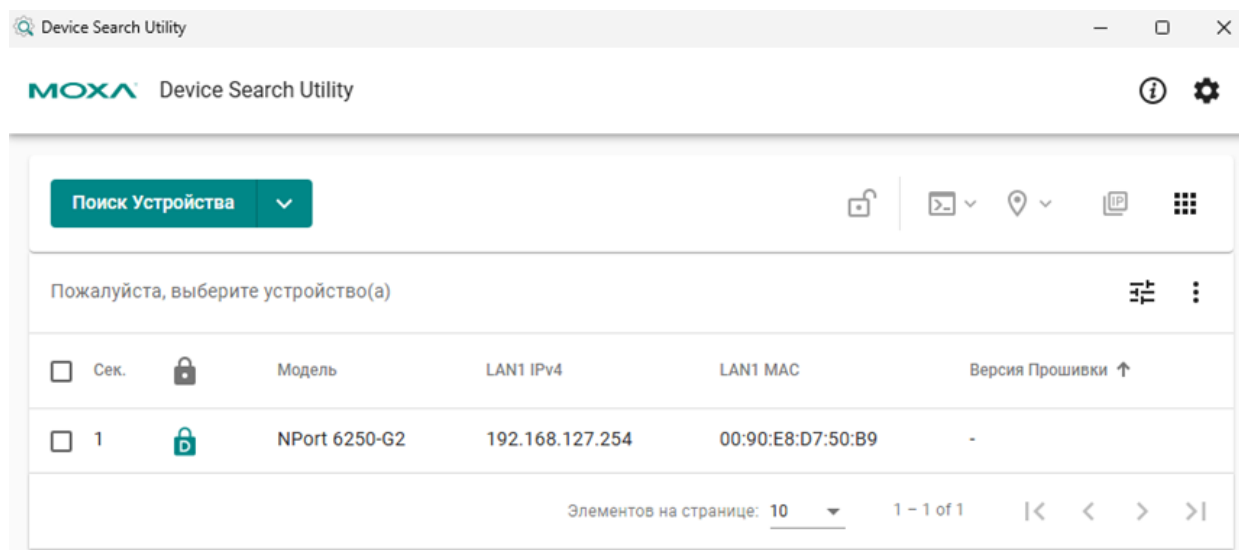 Device Search Utility
MOXA Device Search Utility
Поиск Устройства
IP
Пожалуйста, выберите устройство(а)
Сек. Модель LAN1 IPv4 LAN1 MAC Версия Прошивки
1 D NPort 6250-G2 192.168.127.254 00:90:E8:D7:50:B9 -
Элементов на странице: 10 1 – 1 of 1